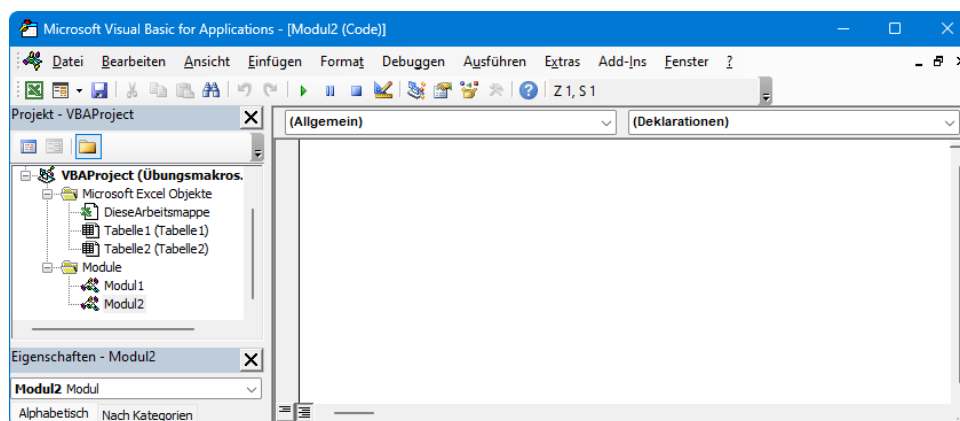 Microsoft Visual Basic for Applications - [Modul2 (Code)]
Datei Bearbeiten Ansicht Einfügen Format Debuggen Ausführen Extras Add-Ins Fenster ?
Z 1, S 1
Projekt - VBAProject
(Allgemein) (Deklarationen)
VBAProject (Übungsmakros.
Microsoft Excel Objekte
DieseArbeitsmappe
Tabelle1 (Tabelle1)
Tabelle2 (Tabelle2)
Module
Modul1
Modul2
Eigenschaften - Modul2
Modul2 Modul
Alphabetisch Nach Kategorien